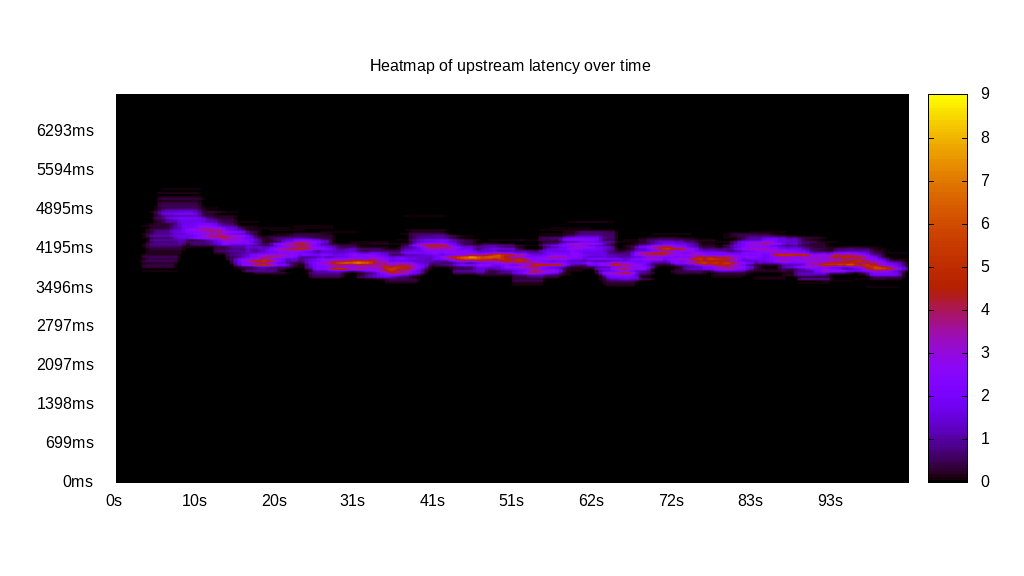 Heatmap of upstream latency over time
6293ms
5594ms
4895ms
4195ms
3496ms
2797ms
2097ms
1398ms
699ms
0ms
0s 10s 20s 31s 41s 51s 62s 72s 83s 93s
9
8
7
6
5
4
3
2
1
0